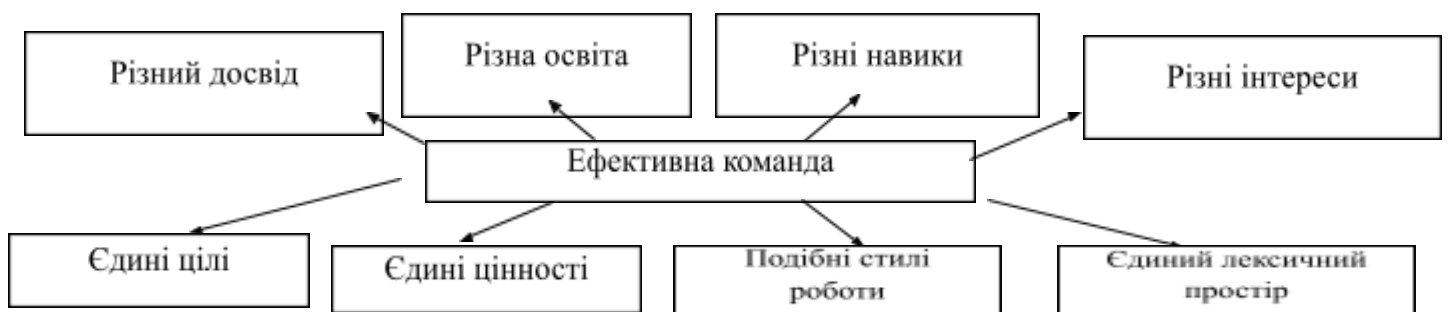 Різний досвід
Різна освіта
Різні навики
Різні інтереси
Ефективна команда
Єдині цілі
Єдині цінності
Подібні стилі
роботи
Єдиний лексичний
простір